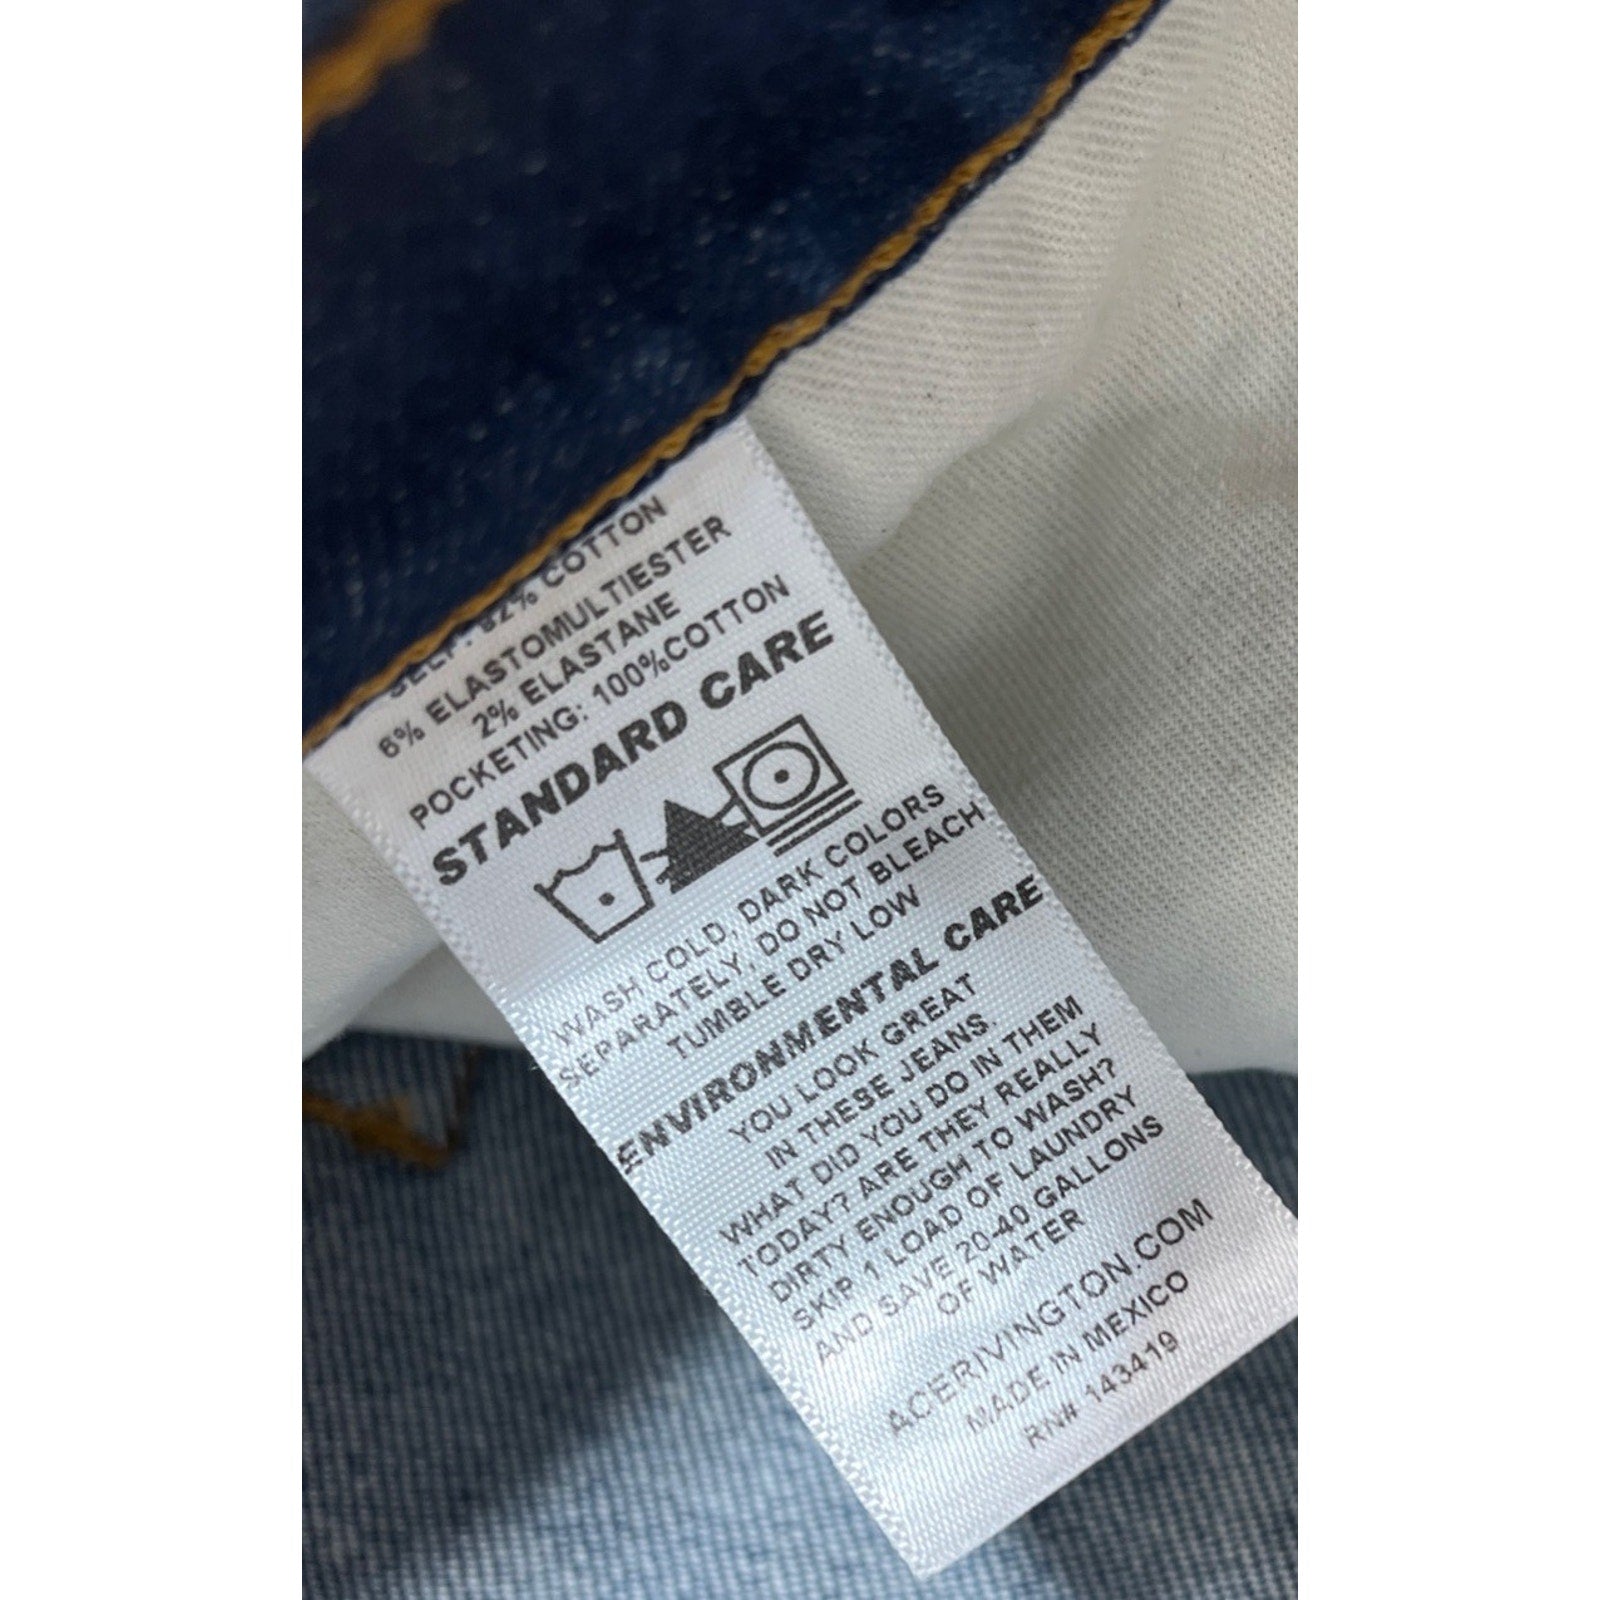 SELF: 92% COTTON
6% ELASTOMULTIESTER
2% ELASTANE
POCKETING: 100%COTTON
STANDARD CARE
WASH COLD, DARK COLORS
SEPARATELY, DO NOT BLEACH
TUMBLE DRY LOW
ENVIRONMENTAL CARE
YOU LOOK GREAT
IN THESE JEANS.
WHAT DID YOU DO IN THEM
TODAY? ARE THEY REALLY
DIRTY ENOUGH TO WASH?
SKIP 1 LOAD OF LAUNDRY
AND SAVE 20-40 GALLONS
OF WATER
ACERIVINGTON.COM
MADE IN MEXICO
RN# 143419